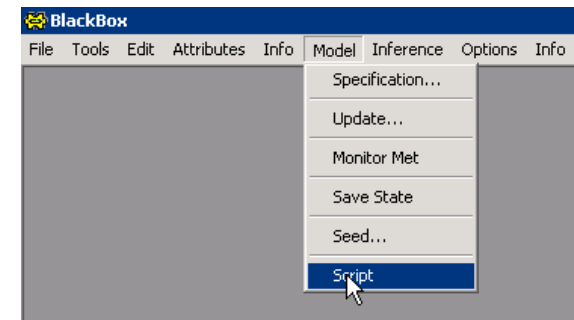 BlackBox
File Tools Edit Attributes Info Model Inference Options Info
Specification...
Update...
Monitor Met
Save State
Seed...
Script